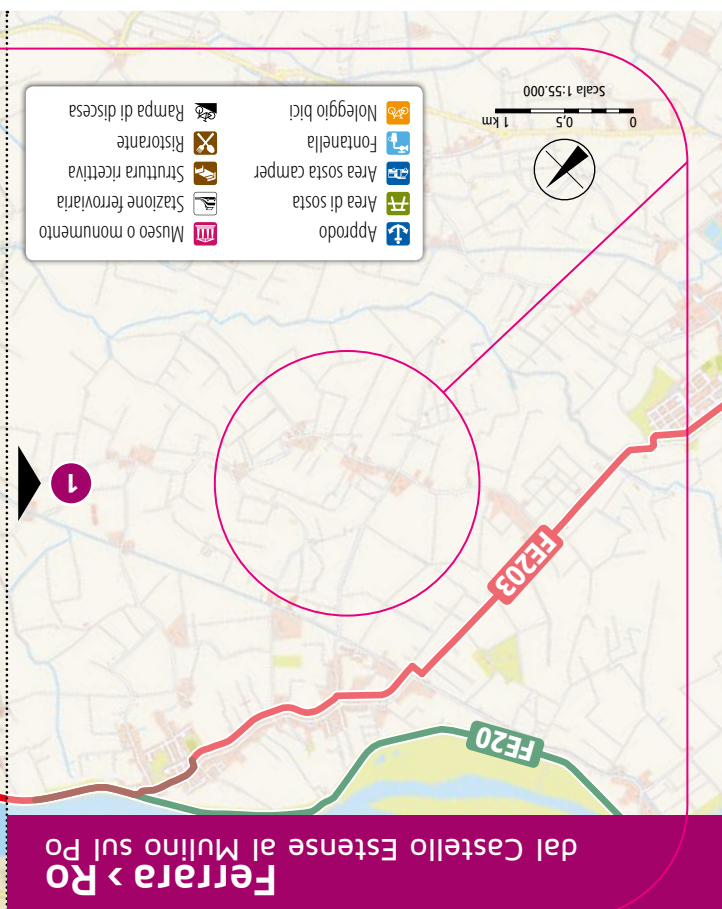 Ferrara > Ro
dal Castello Estense al Mulino sul Po
FE20
FE203
1
Approdo
Area di sosta
Area sosta camper
Fontanella
Noleggio bici
Museo o monumento
Stazione ferroviaria
Struttura ricettiva
Ristorante
Rampa di discesa
0 0,5 1 km
Scala 1:55.000